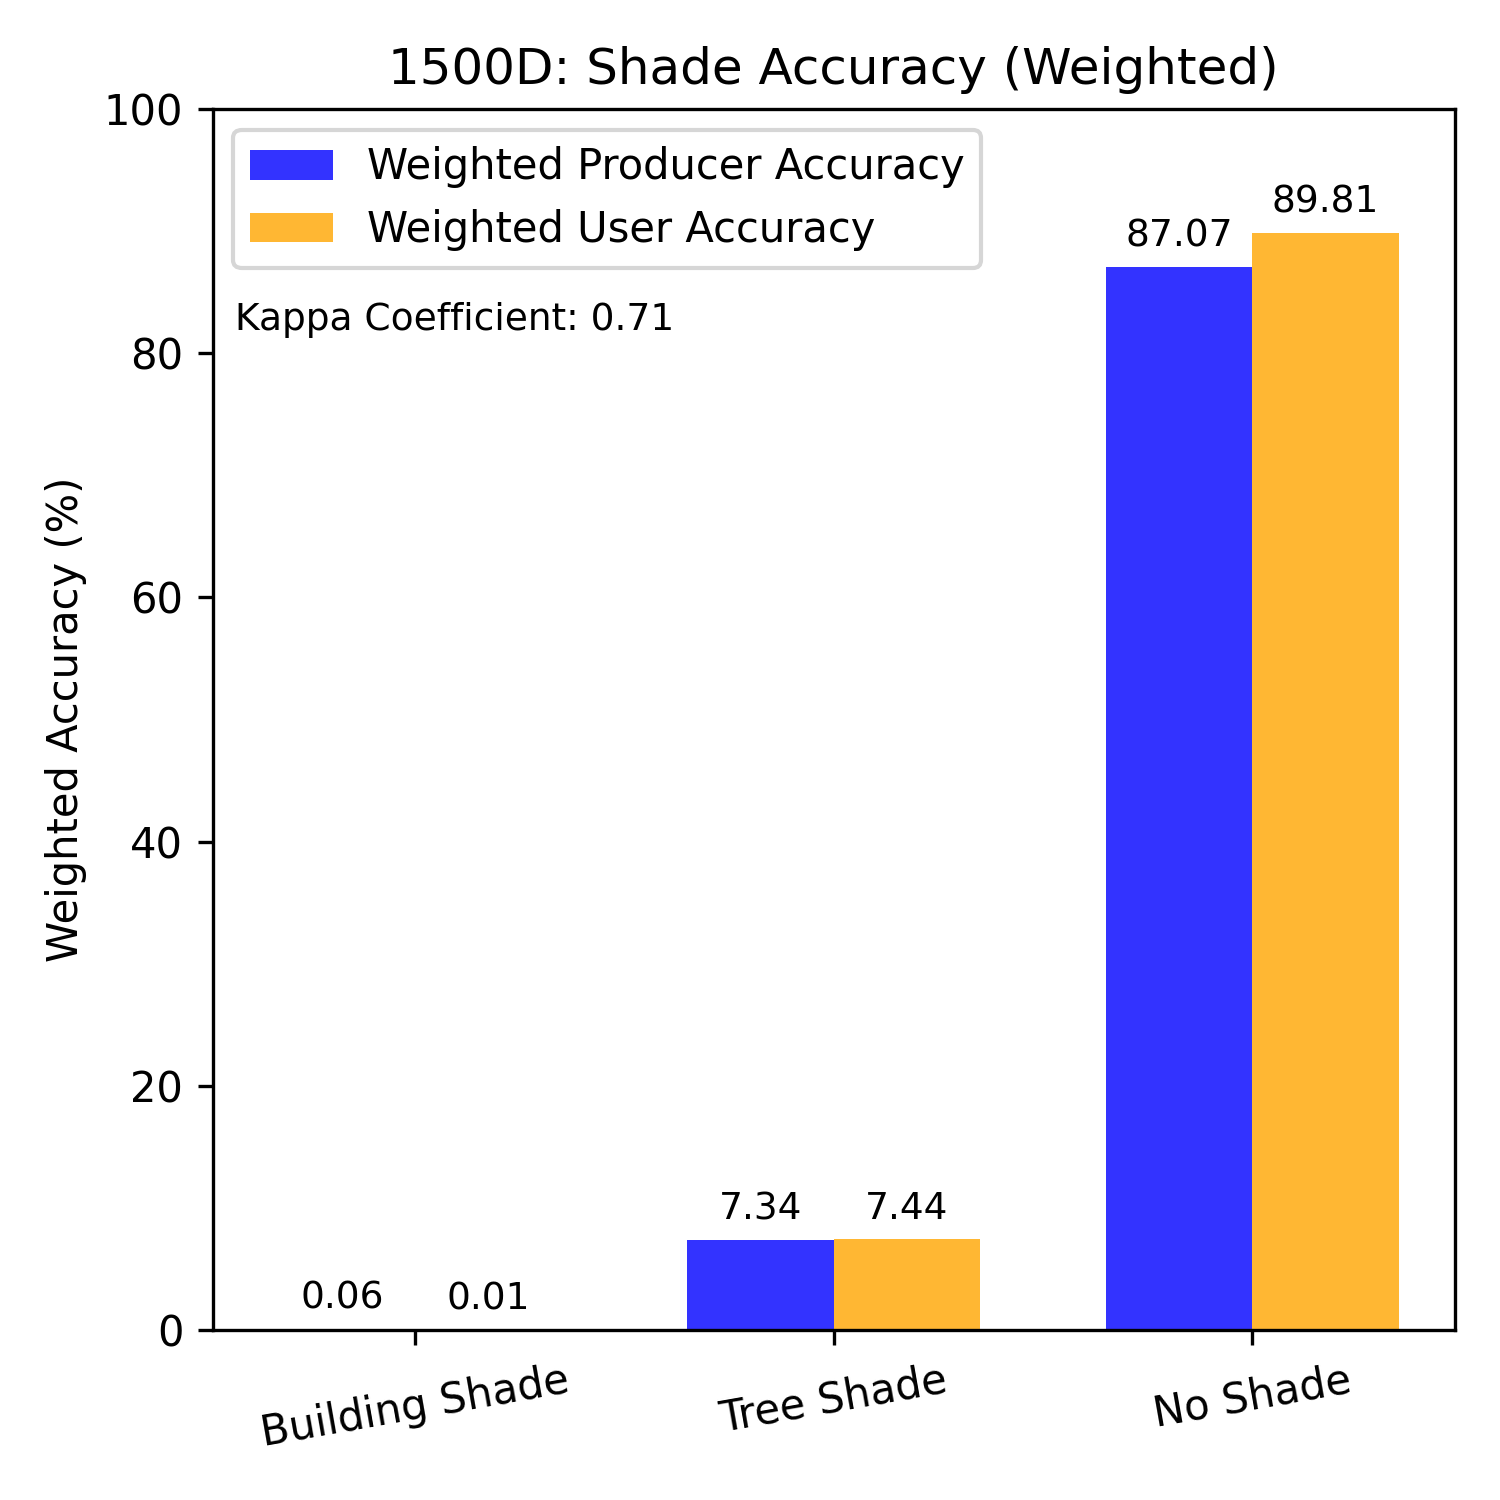 1500D: Shade Accuracy (Weighted)
Weighted Producer Accuracy
Weighted User Accuracy
Kappa Coefficient: 0.71
Weighted Accuracy (%)
100
80
60
40
20
0
0.06
0.01
7.34
7.44
87.07
89.81
Building Shade
Tree Shade
No Shade